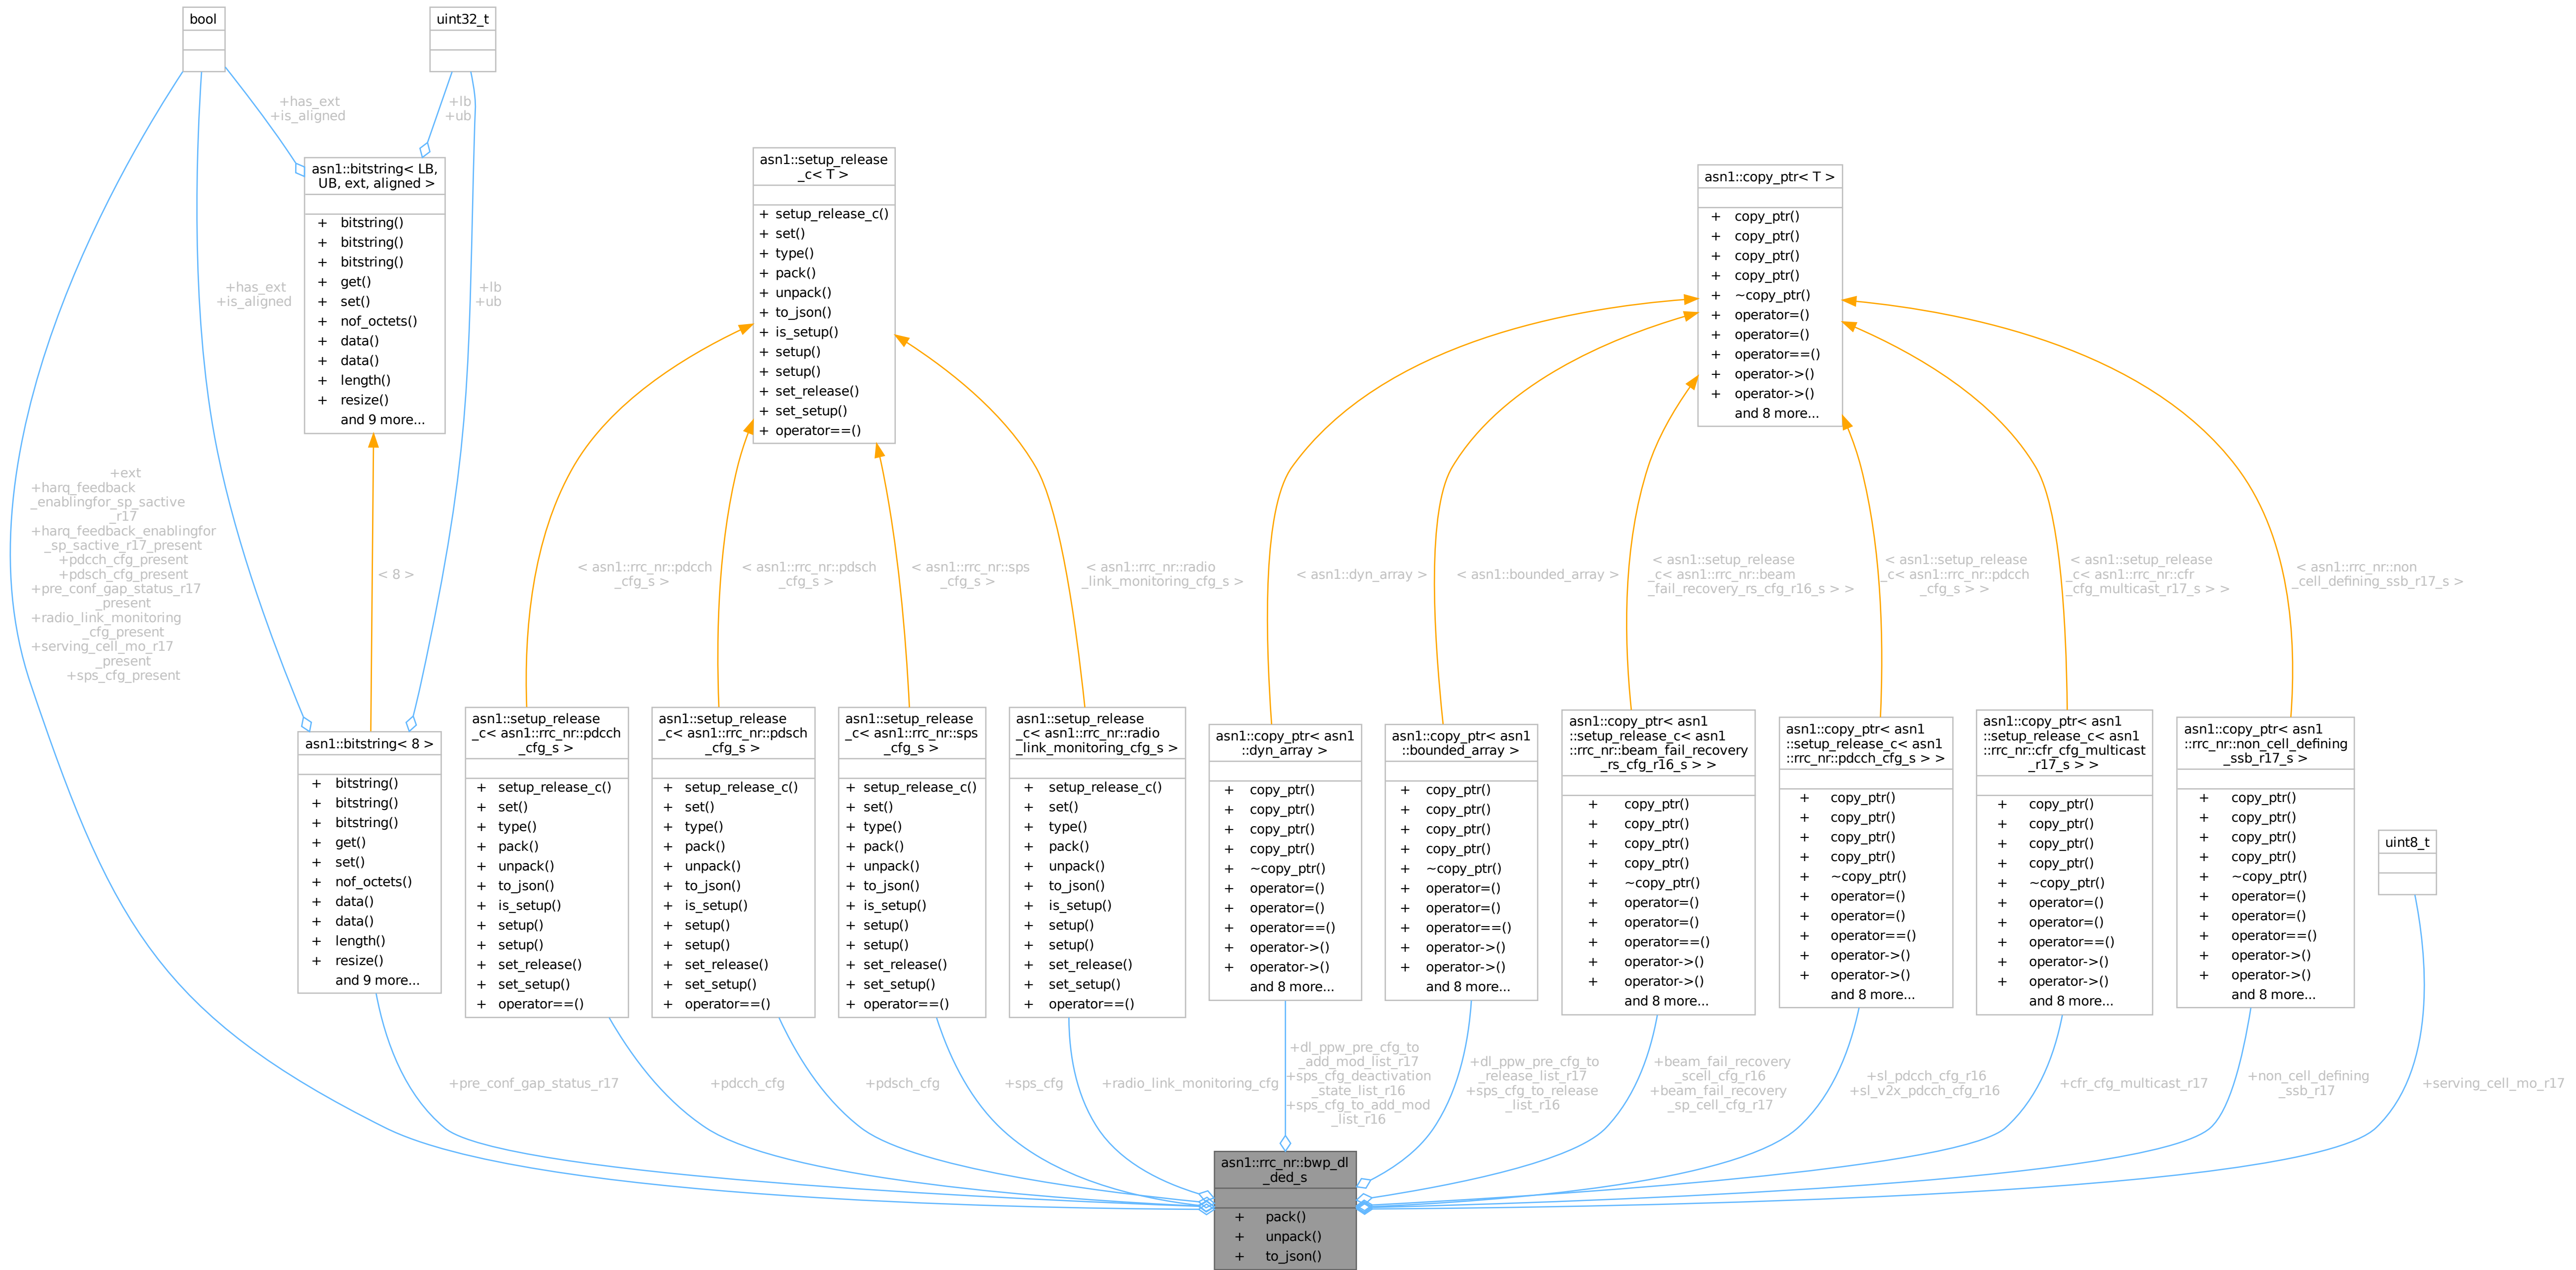 bool
uint32_t
+has_ext
+is_aligned
+lb
+ub
asn1::bitstring< LB,
UB, ext, aligned >
+ bitstring()
+ bitstring()
+ bitstring()
+ get()
+ set()
+ nof_octets()
+ data()
+ data()
+ length()
+ resize()
and 9 more...
asn1::setup_release
_c< T >
+ setup_release_c()
+ set()
+ type()
+ pack()
+ unpack()
+ to_json()
+ is_setup()
+ setup()
+ setup()
+ set_release()
+ set_setup()
+ operator==()
asn1::copy_ptr< T >
+ copy_ptr()
+ copy_ptr()
+ copy_ptr()
+ copy_ptr()
+ ~copy_ptr()
+ operator=()
+ operator=()
+ operator==()
+ operator->()
+ operator->()
and 8 more...
+has_ext
+is_aligned
+lb
+ub
+ext
+harq_feedback
_enablingfor_sp_sactive
_r17
+harq_feedback_enablingfor
_sp_sactive_r17_present
+pdcch_cfg_present
+pdsch_cfg_present
+pre_conf_gap_status_r17
_present
+radio_link_monitoring
_cfg_present
+serving_cell_mo_r17
_present
+sps_cfg_present
< 8 >
< asn1::rrc_nr::pdcch
_cfg_s >
< asn1::rrc_nr::pdsch
_cfg_s >
< asn1::rrc_nr::sps
_cfg_s >
< asn1::rrc_nr::radio
_link_monitoring_cfg_s >
< asn1::dyn_array >
< asn1::bounded_array >
< asn1::setup_release
_c< asn1::rrc_nr::beam
_fail_recovery_rs_cfg_r16_s > >
< asn1::setup_release
_c< asn1::rrc_nr::pdcch
_cfg_s > >
< asn1::setup_release
_c< asn1::rrc_nr::cfr
_cfg_multicast_r17_s > >
< asn1::rrc_nr::non
_cell_defining_ssb_r17_s >
asn1::bitstring< 8 >
+ bitstring()
+ bitstring()
+ bitstring()
+ get()
+ set()
+ nof_octets()
+ data()
+ data()
+ length()
+ resize()
and 9 more...
asn1::setup_release
_c< asn1::rrc_nr::pdcch
_cfg_s >
+ setup_release_c()
+ set()
+ type()
+ pack()
+ unpack()
+ to_json()
+ is_setup()
+ setup()
+ setup()
+ set_release()
+ set_setup()
+ operator==()
asn1::setup_release
_c< asn1::rrc_nr::pdsch
_cfg_s >
+ setup_release_c()
+ set()
+ type()
+ pack()
+ unpack()
+ to_json()
+ is_setup()
+ setup()
+ setup()
+ set_release()
+ set_setup()
+ operator==()
asn1::setup_release
_c< asn1::rrc_nr::sps
_cfg_s >
+ setup_release_c()
+ set()
+ type()
+ pack()
+ unpack()
+ to_json()
+ is_setup()
+ setup()
+ setup()
+ set_release()
+ set_setup()
+ operator==()
asn1::setup_release
_c< asn1::rrc_nr::radio
_link_monitoring_cfg_s >
+ setup_release_c()
+ set()
+ type()
+ pack()
+ unpack()
+ to_json()
+ is_setup()
+ setup()
+ setup()
+ set_release()
+ set_setup()
+ operator==()
asn1::copy_ptr< asn1
::dyn_array >
+ copy_ptr()
+ copy_ptr()
+ copy_ptr()
+ copy_ptr()
+ ~copy_ptr()
+ operator=()
+ operator=()
+ operator==()
+ operator->()
+ operator->()
and 8 more...
asn1::copy_ptr< asn1
::bounded_array >
+ copy_ptr()
+ copy_ptr()
+ copy_ptr()
+ copy_ptr()
+ ~copy_ptr()
+ operator=()
+ operator=()
+ operator==()
+ operator->()
+ operator->()
and 8 more...
asn1::copy_ptr< asn1
::setup_release_c< asn1
::rrc_nr::beam_fail_recovery
_rs_cfg_r16_s > >
+ copy_ptr()
+ copy_ptr()
+ copy_ptr()
+ copy_ptr()
+ ~copy_ptr()
+ operator=()
+ operator=()
+ operator==()
+ operator->()
+ operator->()
and 8 more...
asn1::copy_ptr< asn1
::setup_release_c< asn1
::rrc_nr::pdcch_cfg_s > >
+ copy_ptr()
+ copy_ptr()
+ copy_ptr()
+ copy_ptr()
+ ~copy_ptr()
+ operator=()
+ operator=()
+ operator==()
+ operator->()
+ operator->()
and 8 more...
asn1::copy_ptr< asn1
::setup_release_c< asn1
::rrc_nr::cfr_cfg_multicast
_r17_s > >
+ copy_ptr()
+ copy_ptr()
+ copy_ptr()
+ copy_ptr()
+ ~copy_ptr()
+ operator=()
+ operator=()
+ operator==()
+ operator->()
+ operator->()
and 8 more...
asn1::copy_ptr< asn1
::rrc_nr::non_cell_defining
_ssb_r17_s >
+ copy_ptr()
+ copy_ptr()
+ copy_ptr()
+ copy_ptr()
+ ~copy_ptr()
+ operator=()
+ operator=()
+ operator==()
+ operator->()
+ operator->()
and 8 more...
uint8_t
+pre_conf_gap_status_r17
+pdcch_cfg
+pdsch_cfg
+sps_cfg
+radio_link_monitoring_cfg
+dl_ppw_pre_cfg_to
_add_mod_list_r17
+sps_cfg_deactivation
_state_list_r16
+sps_cfg_to_add_mod
_list_r16
+dl_ppw_pre_cfg_to
_release_list_r17
+sps_cfg_to_release
_list_r16
+beam_fail_recovery
_scell_cfg_r16
+beam_fail_recovery
_sp_cell_cfg_r17
+sl_pdcch_cfg_r16
+sl_v2x_pdcch_cfg_r16
+cfr_cfg_multicast_r17
+non_cell_defining
_ssb_r17
+serving_cell_mo_r17
asn1::rrc_nr::bwp_dl
_ded_s
+ pack()
+ unpack()
+ to_json()